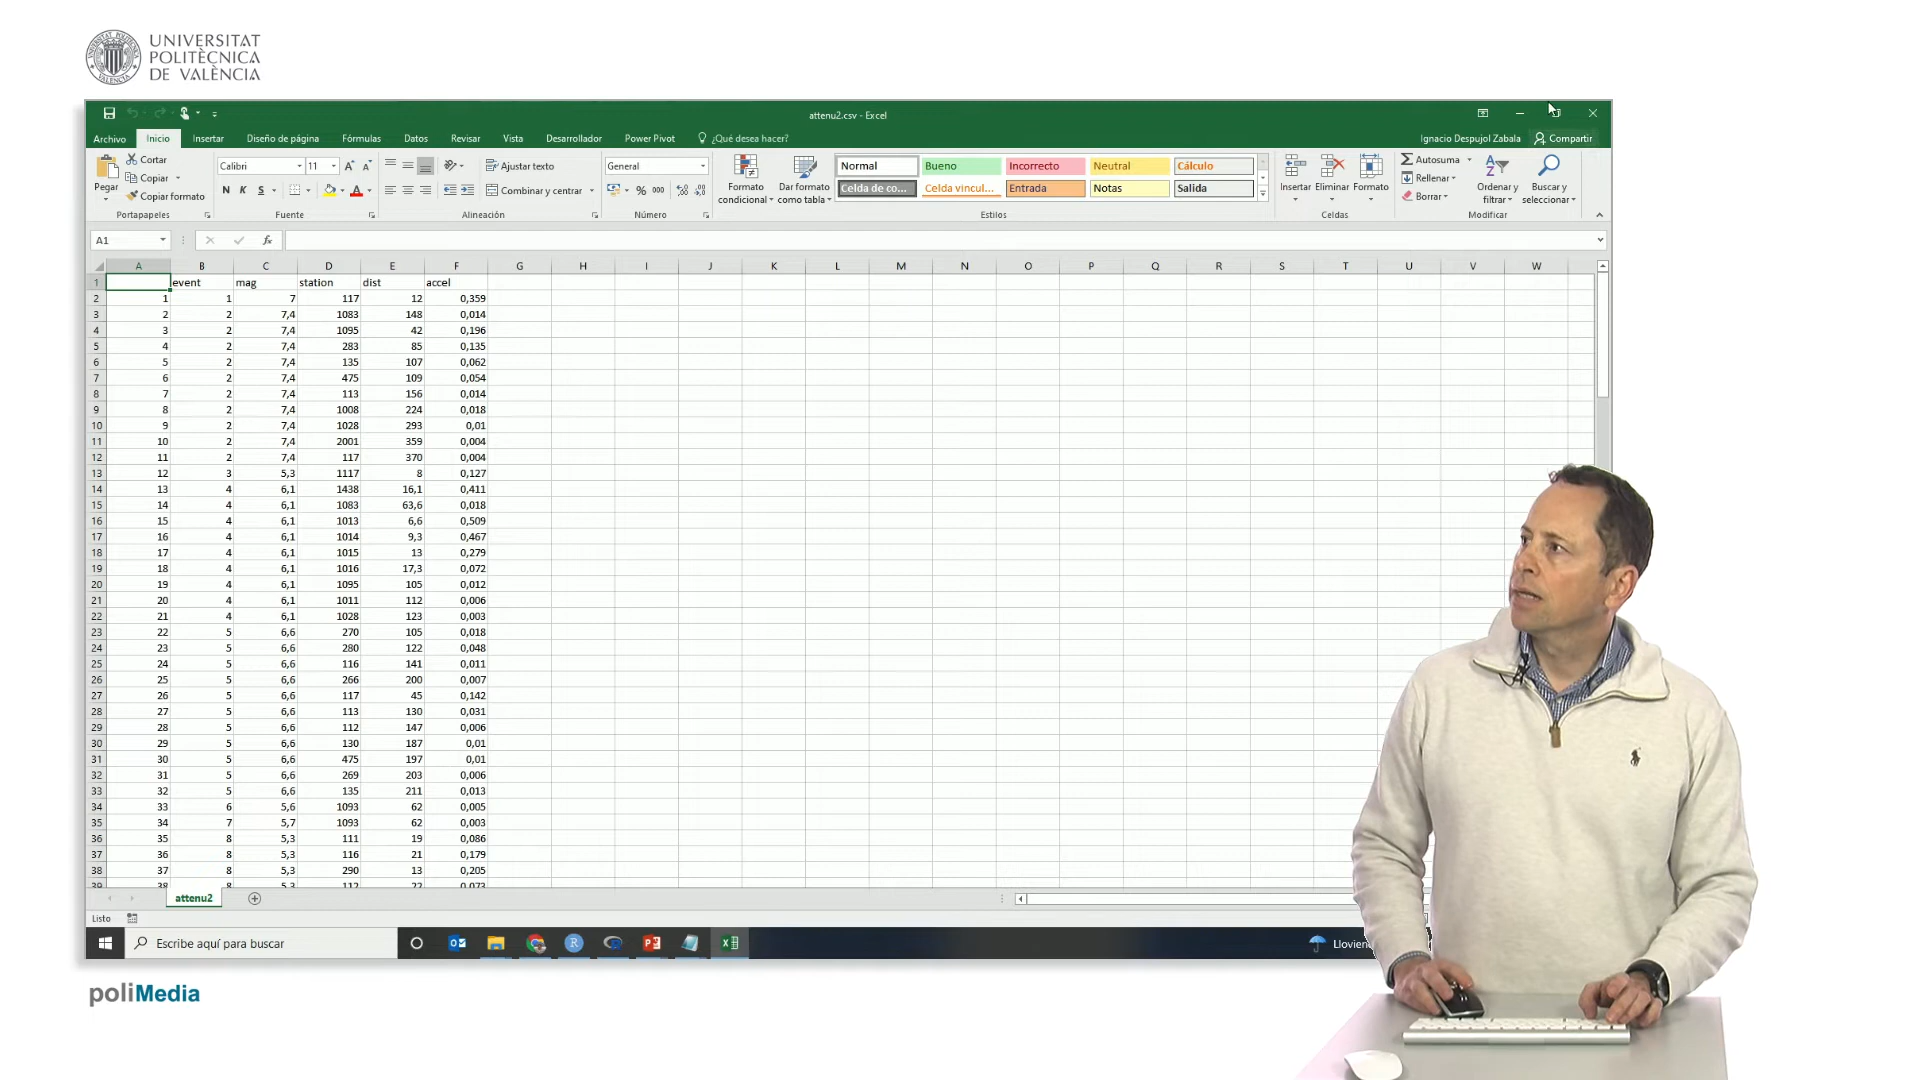 UNIVERSITAT
POLITÈCNICA
DE VALÈNCIA
attenu2.csv - Excel
Archivo Inicio Insertar Diseño de página Fórmulas Datos Revisar Vista Desarrollador Power Pivot ¿Qué desea hacer? Ignacio Despujol Zabala Compartir
Pegar
Cortar
Copiar
Copiar formato
Portapapeles
Calibri 11
N K S
Fuente
Ajustar texto
Combinar y centrar
Alineación
General
% 000
Número
Formato
condicional
Dar formato
como tabla
Normal Bueno Incorrecto Neutral Cálculo
Celda de co... Celda vincul... Entrada Notas Salida
Estilos
Insertar Eliminar Formato
Celdas
Autosuma
Rellenar
Borrar
Ordenar y
filtrar
Buscar y
seleccionar
Modificar
A1 fx
A B C D E F G H I J K L M N O P Q R S T U V W
1 event mag station dist accel
2 1 1 7 117 12 0,359
3 2 2 7,4 1083 148 0,014
4 3 2 7,4 1095 42 0,196
5 4 2 7,4 283 85 0,135
6 5 2 7,4 135 107 0,062
7 6 2 7,4 475 109 0,054
8 7 2 7,4 113 156 0,014
9 8 2 7,4 1008 224 0,018
10 9 2 7,4 1028 293 0,01
11 10 2 7,4 2001 359 0,004
12 11 2 7,4 117 370 0,004
13 12 3 5,3 1117 8 0,127
14 13 4 6,1 1438 16,1 0,411
15 14 4 6,1 1083 63,6 0,018
16 15 4 6,1 1013 6,6 0,509
17 16 4 6,1 1014 9,3 0,467
18 17 4 6,1 1015 13 0,279
19 18 4 6,1 1016 17,3 0,072
20 19 4 6,1 1095 105 0,012
21 20 4 6,1 1011 112 0,006
22 21 4 6,1 1028 123 0,003
23 22 5 6,6 270 105 0,018
24 23 5 6,6 280 122 0,048
25 24 5 6,6 116 141 0,011
26 25 5 6,6 266 200 0,007
27 26 5 6,6 117 45 0,142
28 27 5 6,6 113 130 0,031
29 28 5 6,6 112 147 0,006
30 29 5 6,6 130 187 0,01
31 30 5 6,6 475 197 0,01
32 31 5 6,6 269 203 0,006
33 32 5 6,6 135 211 0,013
34 33 6 5,6 1093 62 0,005
35 34 7 5,7 1093 62 0,003
36 35 8 5,3 111 19 0,086
37 36 8 5,3 116 21 0,179
38 37 8 5,3 290 13 0,205
39 38 8 5,3 112 22 0,073
attenu2
Listo
Escribe aquí para buscar
poliMedia